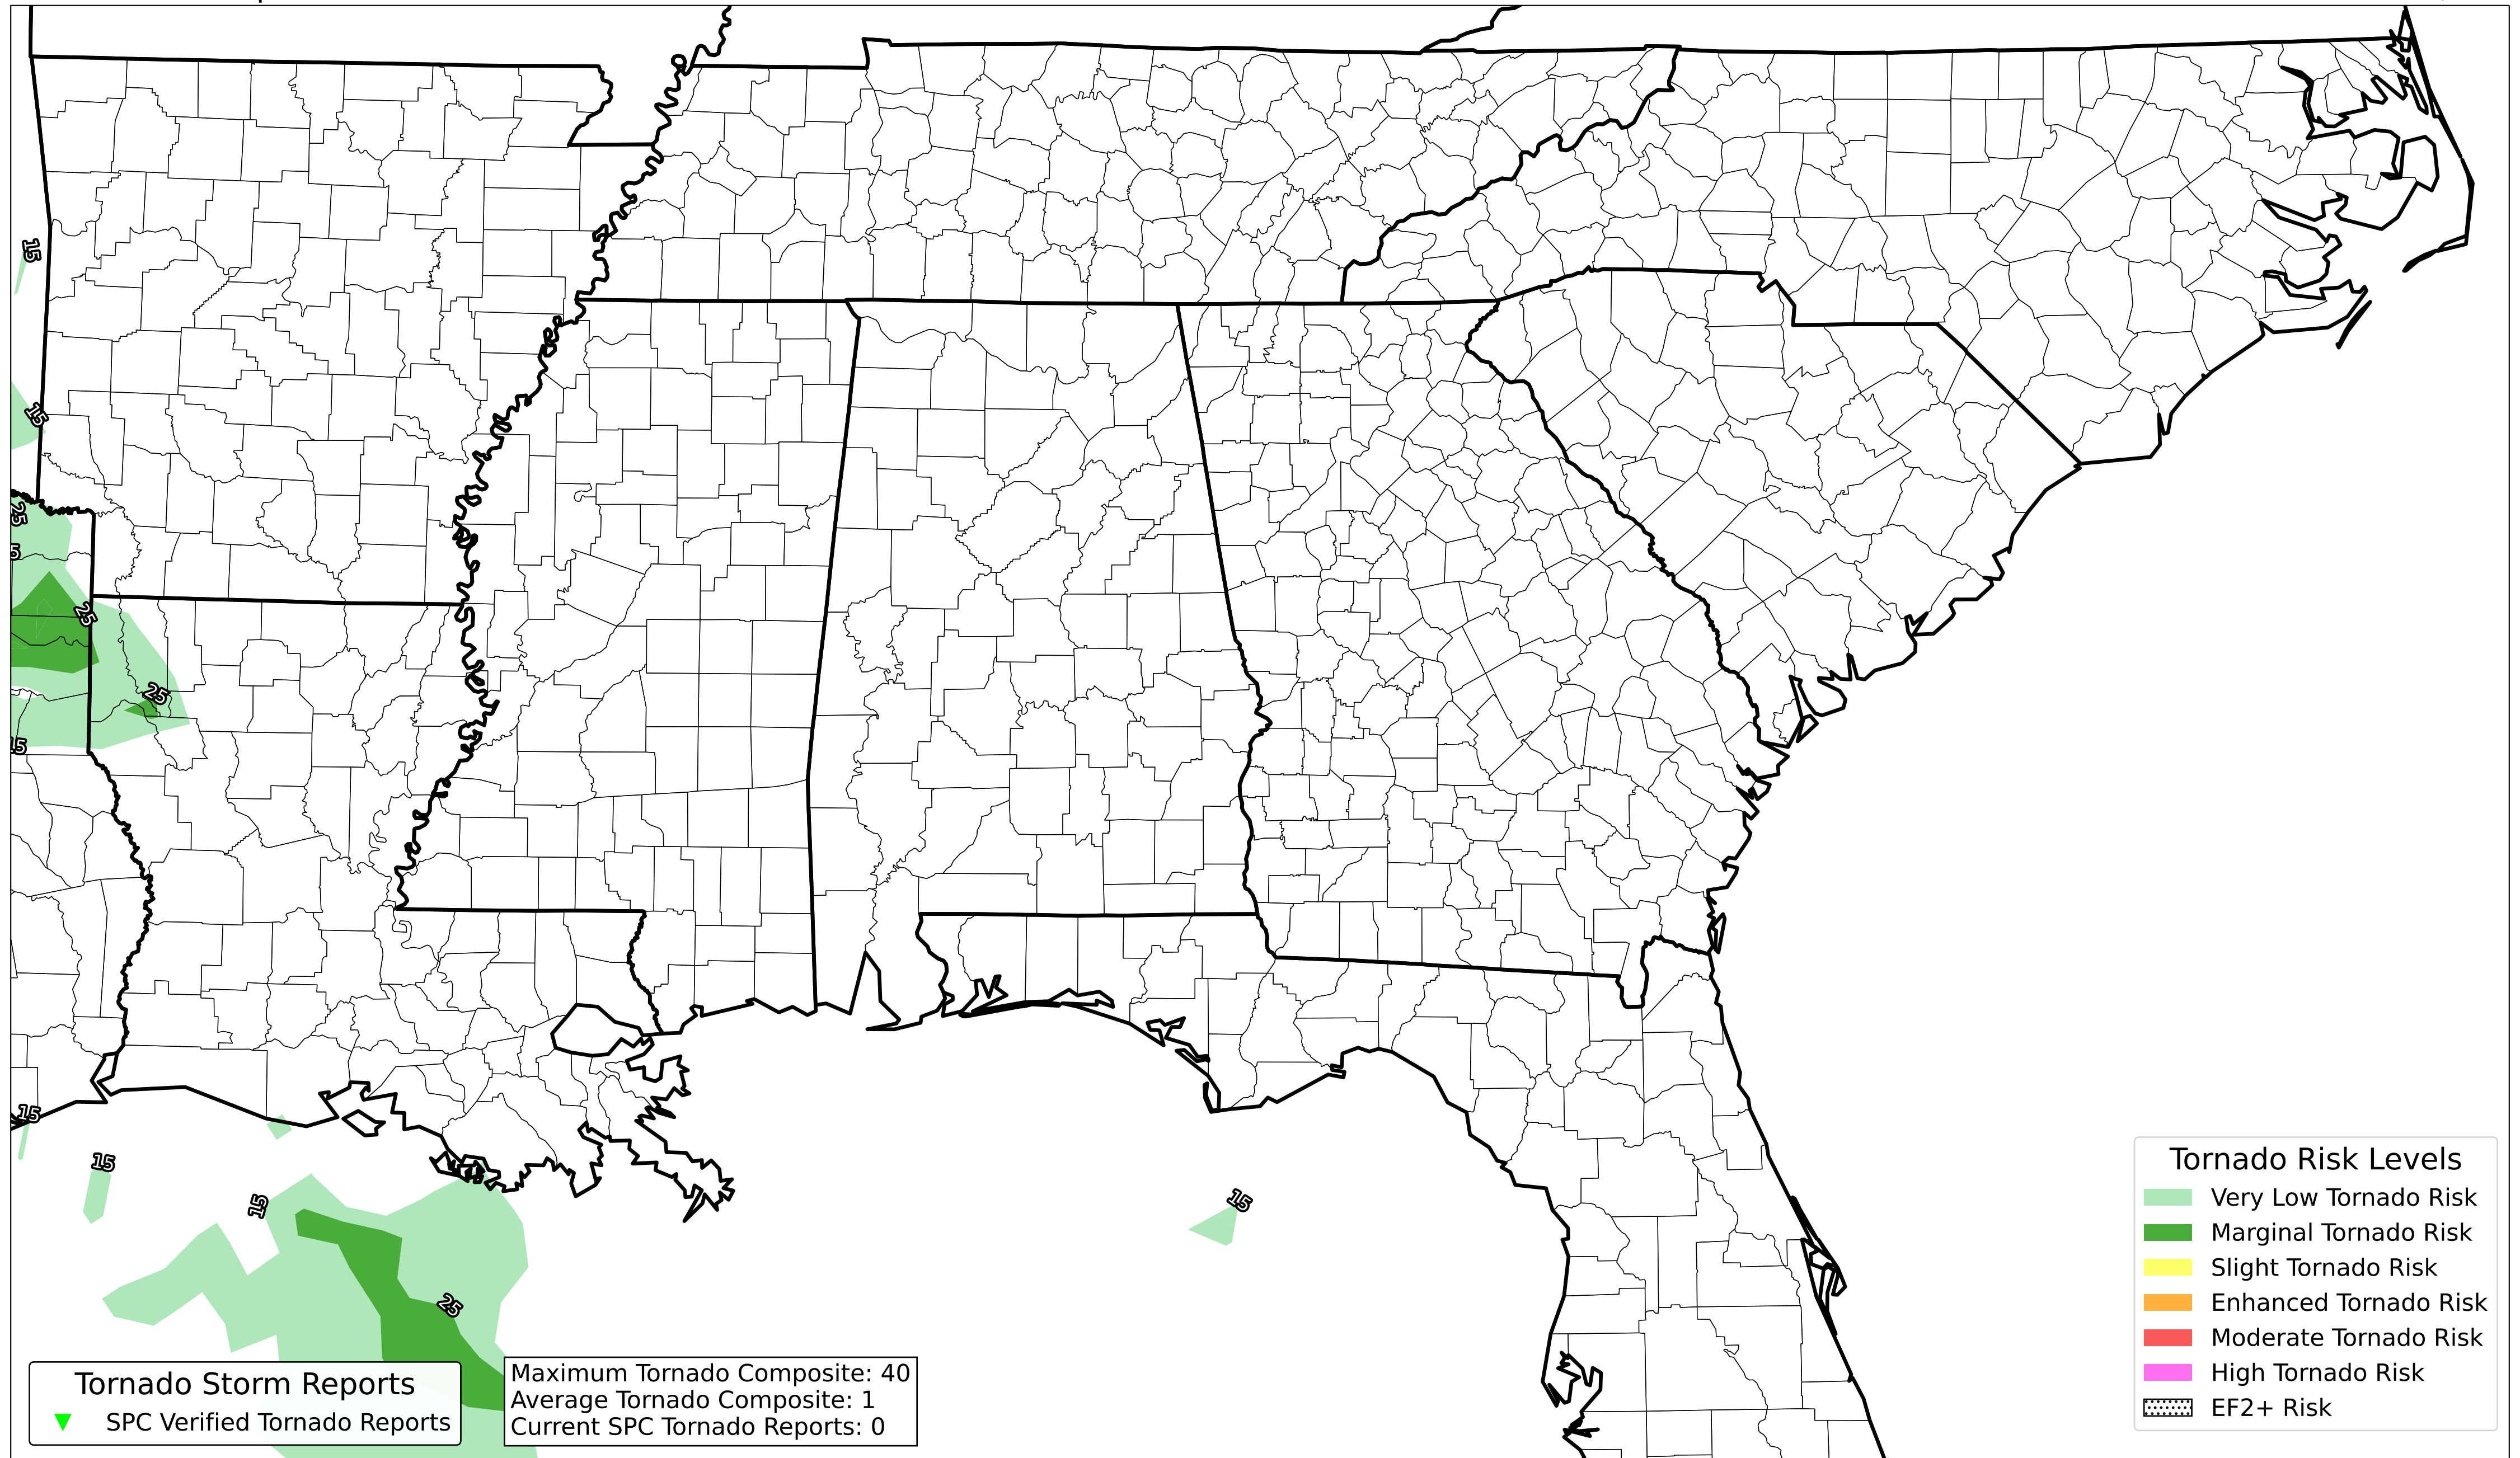 15
15
25
5
25
25
15
15
15
15
15
25
Tornado Storm Reports
SPC Verified Tornado Reports
Maximum Tornado Composite: 40
Average Tornado Composite: 1
Current SPC Tornado Reports: 0
Tornado Risk Levels
Very Low Tornado Risk
Marginal Tornado Risk
Slight Tornado Risk
Enhanced Tornado Risk
Moderate Tornado Risk
High Tornado Risk
EF2+ Risk